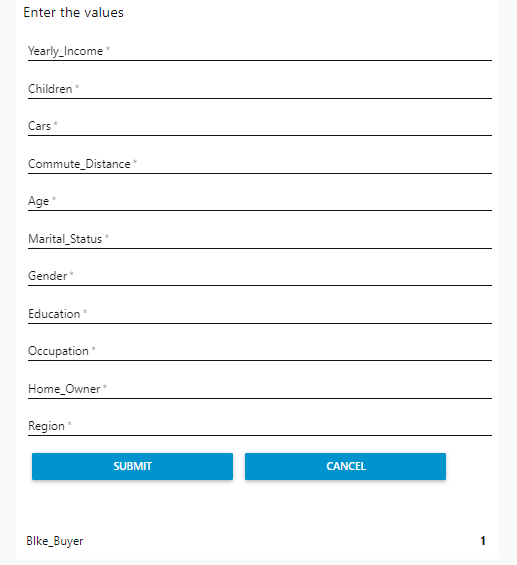 Enter the values
Yearly_Income *
Children *
Cars *
Commute_Distance *
Age *
Marital_Status *
Gender *
Education *
Occupation *
Home_Owner *
Region *
SUBMIT CANCEL
BIke_Buyer 1